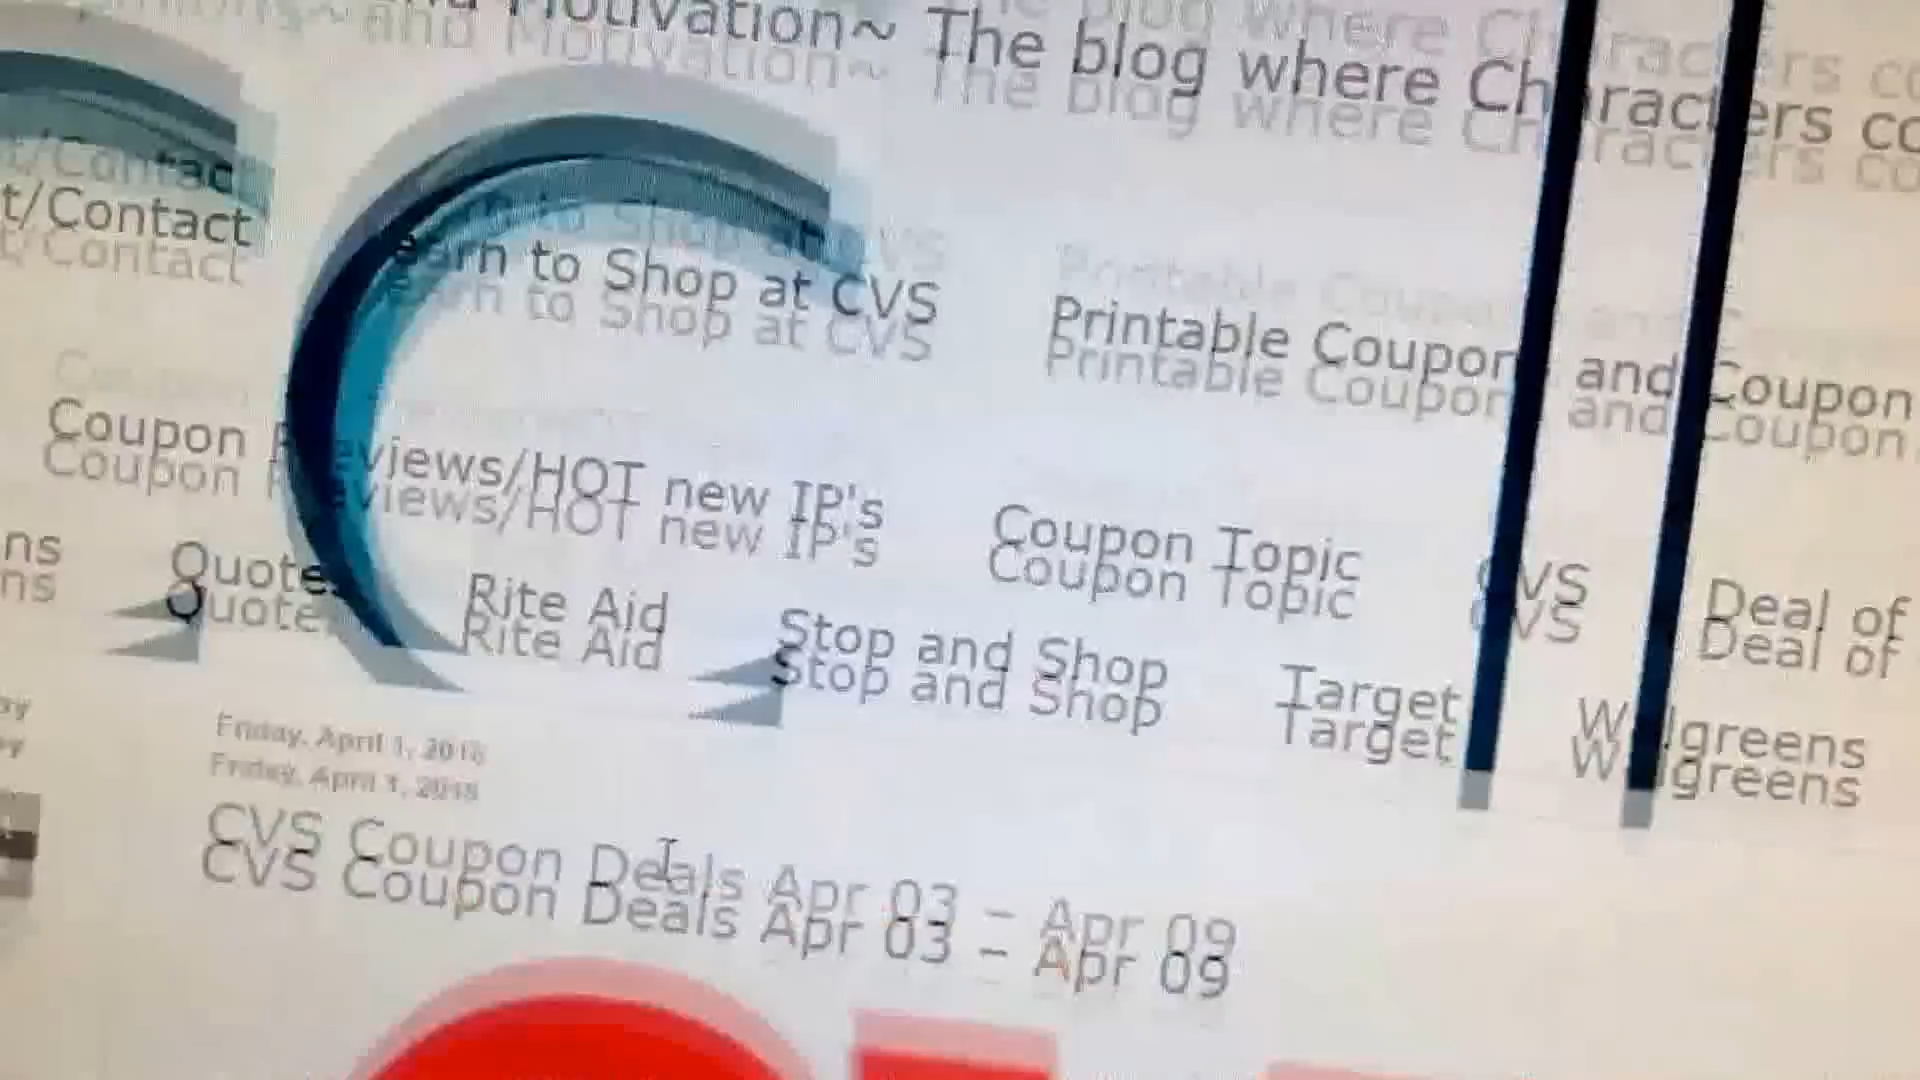 Motivation~ The blog where Characters co
t/Contact
earn to Shop at CVS
Printable Coupon and Coupon
Coupon Reviews/HOT new IP's
Coupon Topic
CVS
Deal of
ns
Quote
Rite Aid
Stop and Shop
Target
Walgreens
Friday, April 1, 2016
CVS Coupon Deals Apr 03 - Apr 09